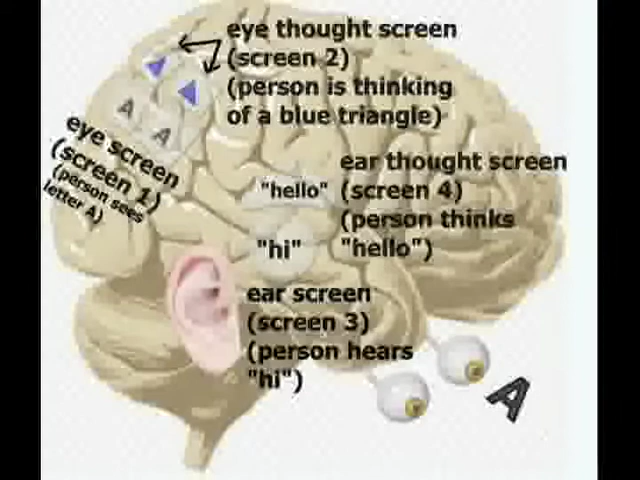 eye thought screen
(screen 2)
(person is thinking
of a blue triangle)
A
A
eye screen
(screen 1)
(person sees
letter A)
ear thought screen
"hello" (screen 4)
(person thinks
"hi" "hello")
ear screen
(screen 3)
(person hears
"hi")
A